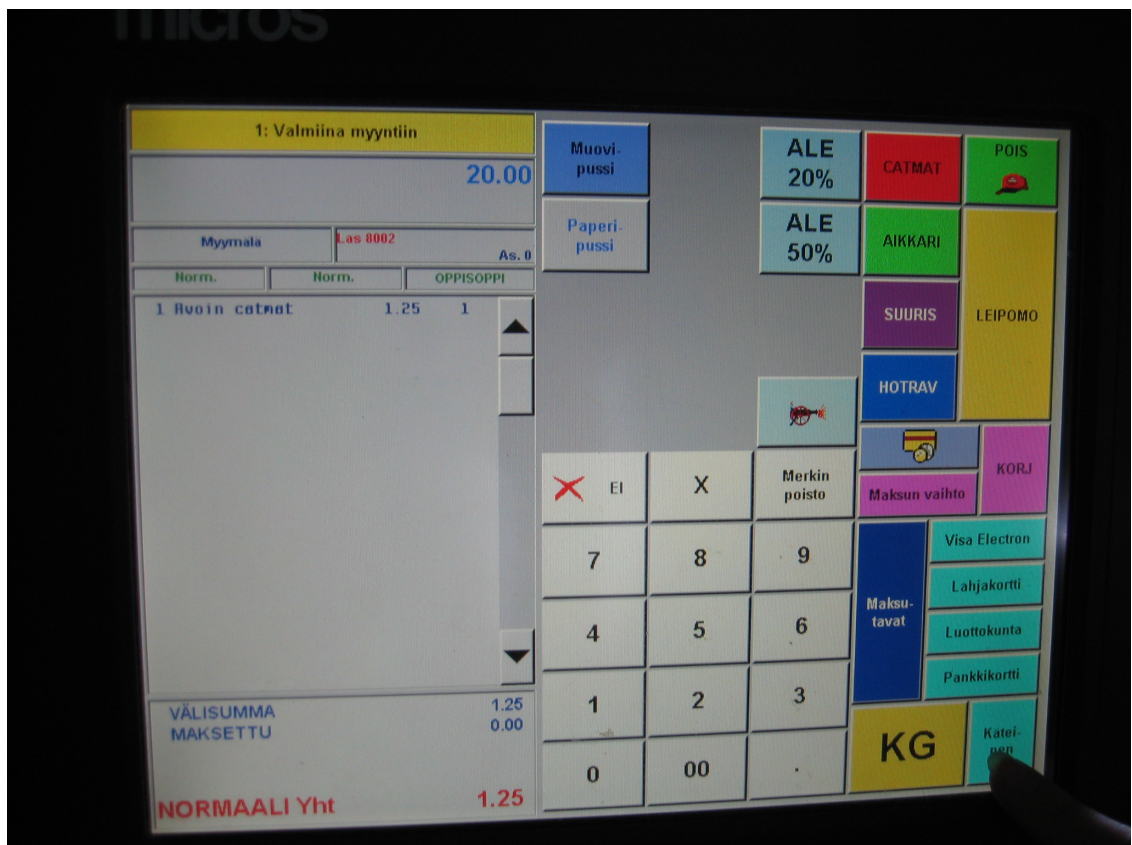 micros
1: Valmiina myyntiin
20.00
Myymala
Las 8002
As. 0
Norm.
Norm.
OPPISOPPI
1 Avoin catmat 1.25 1
VÄLISUMMA 1.25
MAKSETTU 0.00
NORMAALI Yht 1.25
Muovi-
pussi
ALE
20%
CATMAT
POIS
Paperi-
pussi
ALE
50%
AIKKARI
LEIPOMO
SUURIS
HOTRAV
KORJ
EI
X
Merkin
poisto
Maksun vaihto
7
8
9
Visa Electron
Lahjakortti
Maksu-
tavat
4
5
6
Luottokunta
Pankkikortti
1
2
3
KG
Katei-
nen
0
00
.